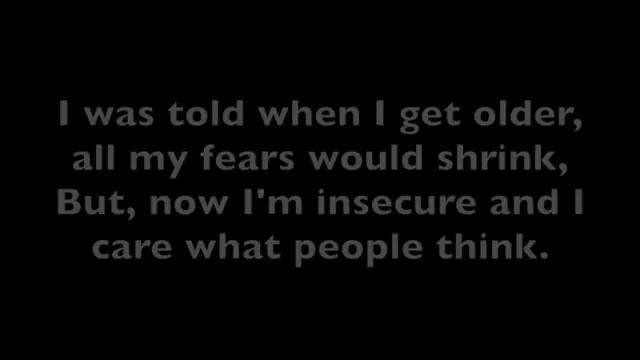 I was told when I get older,
all my fears would shrink,
But, now I'm insecure and I
care what people think.